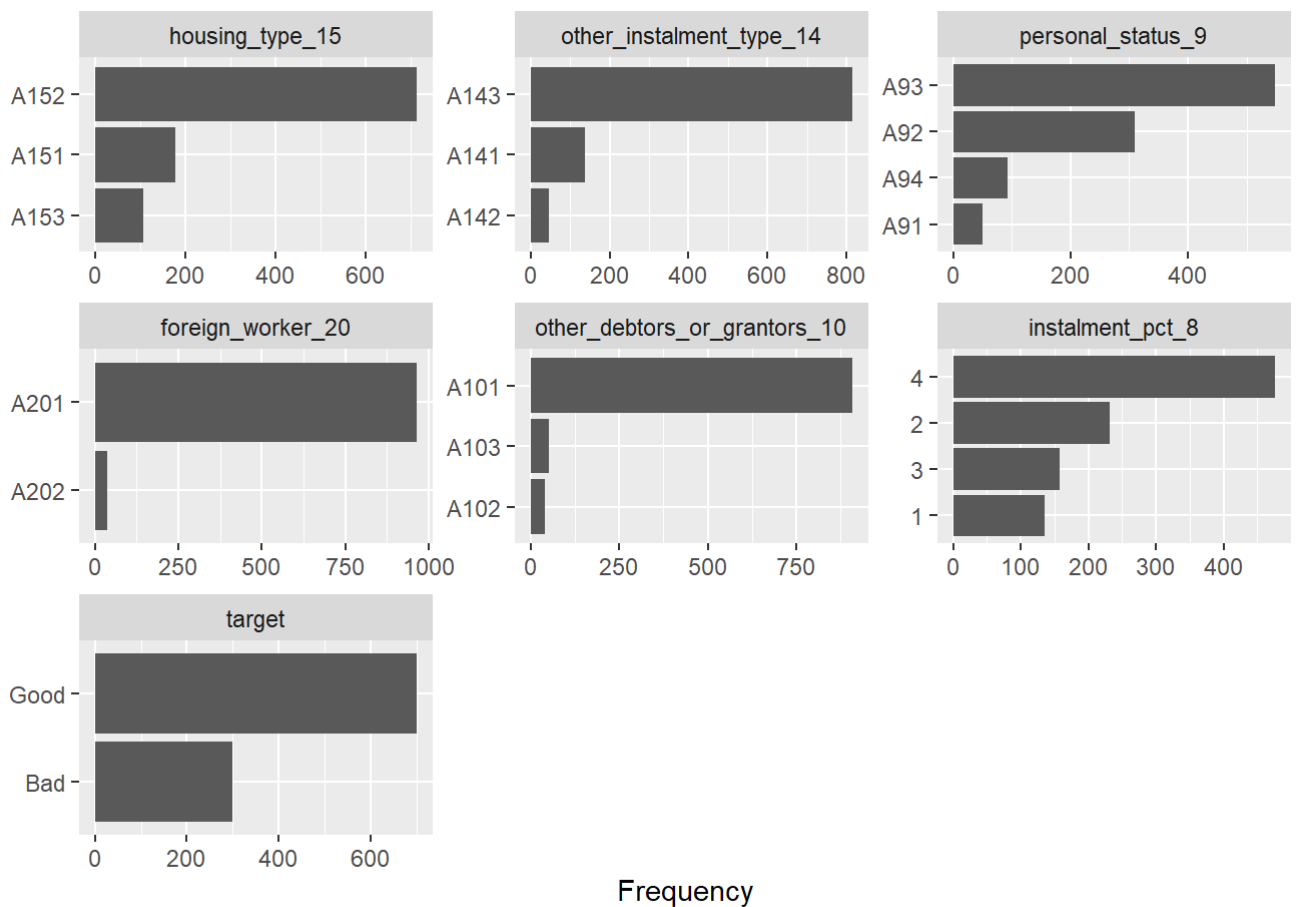 housing_type_15
A152
A151
A153
0 200 400 600
other_instalment_type_14
A143
A141
A142
0 200 400 600 800
personal_status_9
A93
A92
A94
A91
0 200 400
foreign_worker_20
A201
A202
0 250 500 750 1000
other_debtors_or_grantors_10
A101
A103
A102
0 250 500 750
instalment_pct_8
4
2
3
1
0 100 200 300 400
target
Good
Bad
0 200 400 600
Frequency